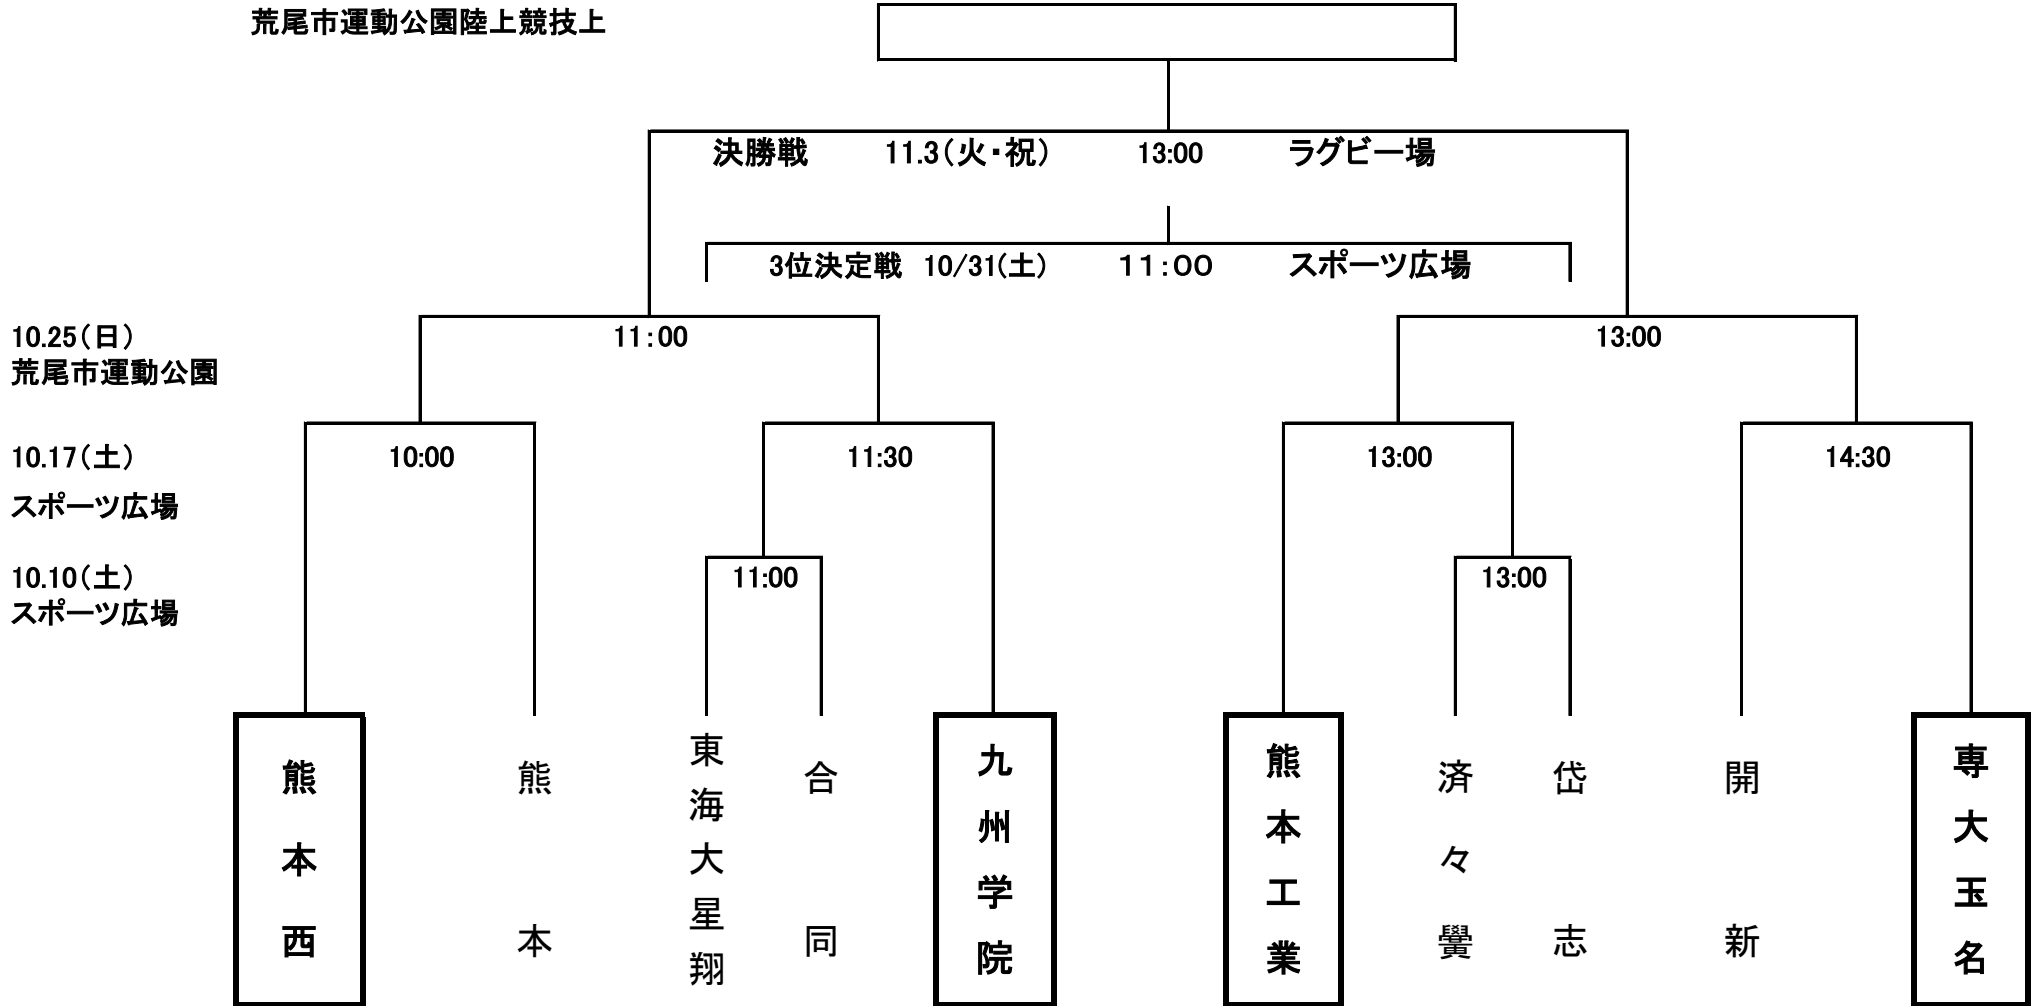 荒尾市運動公園陸上競技上
決勝戦 11.3(火・祝) 13:00 ラグビー場
3位決定戦 10/31(土) 11:00 スポーツ広場
10.25(日) 11:00 13:00
荒尾市運動公園
10.17(土) 10:00 11:30 13:00 14:30
スポーツ広場
10.10(土) 11:00 13:00
スポーツ広場
熊本西
熊本
東海大星翔
合同
九州学院
熊本工業
済々黌
岱志
開新
専大玉名